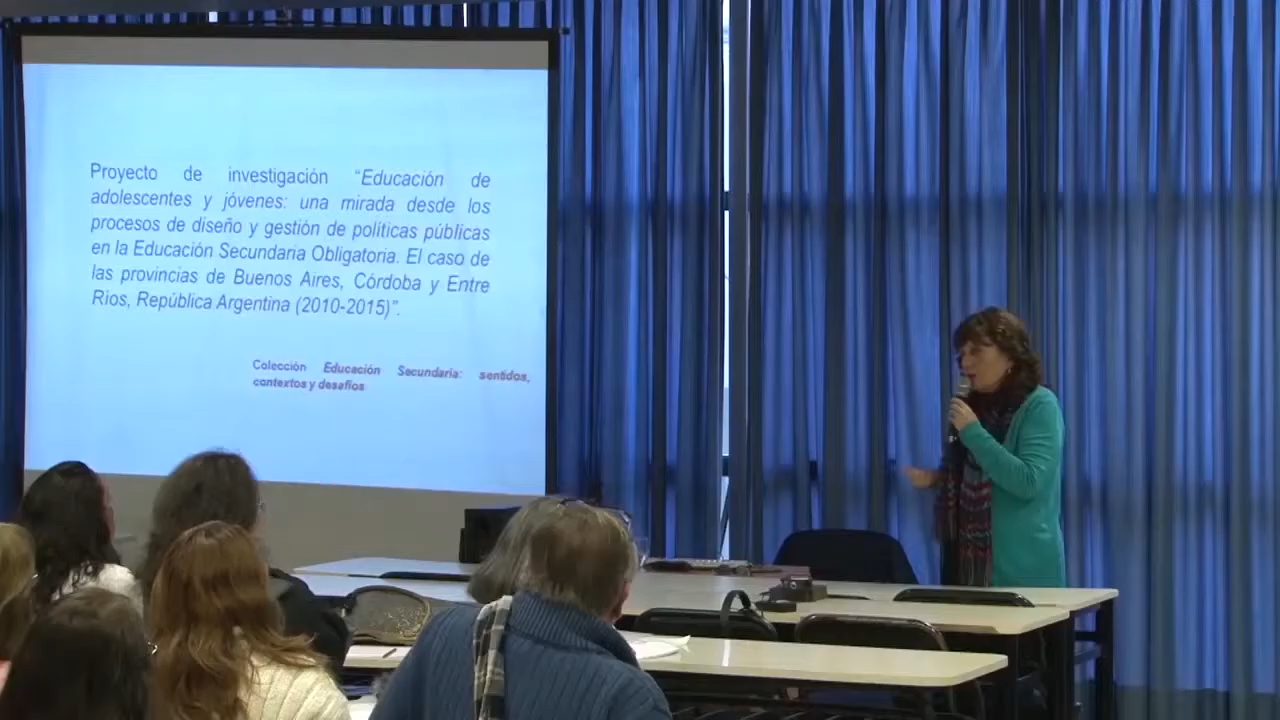 Proyecto de investigación “Educación de
adolescentes y jóvenes: una mirada desde los
procesos de diseño y gestión de políticas públicas
en la Educación Secundaria Obligatoria. El caso de
las provincias de Buenos Aires, Córdoba y Entre
Ríos, República Argentina (2010-2015)”.
Colección Educación Secundaria: sentidos,
contextos y desafíos